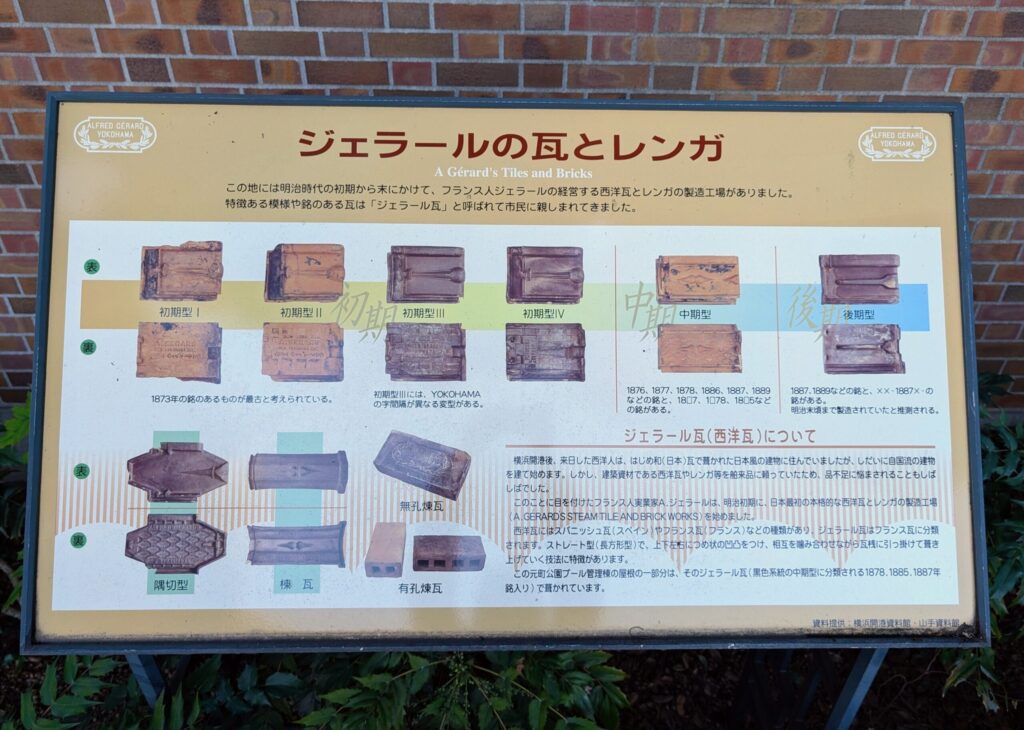 ALFRED GÉRARD
YOKOHAMA
ALFRED GÉRARD
YOKOHAMA
ジェラールの瓦とレンガ
A Gérard's Tiles and Bricks
この地には明治時代の初期から末にかけて、フランス人ジェラールの経営する西洋瓦とレンガの製造工場がありました。
特徴ある模様や銘のある瓦は「ジェラール瓦」と呼ばれて市民に親しまれてきました。
表
初期型Ⅰ
初期型Ⅱ
初期
初期型Ⅲ
初期型Ⅳ
中期
中期型
後期
後期型
裏
1873年の銘のあるものが最古と考えられている。
初期型Ⅲには、YOKOHAMA
の字間隔が異なる変型がある。
1876、1877、1878、1886、1887、1889
などの銘と、
の銘がある。
1887、1889などの銘と、××-1887×-の
銘がある。
明治末頃まで製造されていたと推測される。
表
裏
隅切型
棟瓦
無孔煉瓦
有孔煉瓦
ジェラール瓦(西洋瓦)について
横浜開港後、来日した西洋人は、はじめ和(日本)瓦で葺かれた日本風の建物に住んでいましたが、しだいに自国流の建物
を建て始めます。しかし、建築資材である西洋瓦やレンガ等を舶来品に頼っていたため、品不足に悩まされることもしば
しばでした。
このことに目を付けたフランス人実業家A.ジェラールは、明治初期に、日本最初の本格的な西洋瓦とレンガの製造工場
(A.GERARD'S STEAM TILE AND BRICK WORKS)を始めました。
西洋瓦にはスパニッシュ瓦(スペイン)やフランス瓦(フランス)などの種類があり、ジェラール瓦はフランス瓦に分類
されます。ストレート型(長方形型)で、上下左右につめ状の凹凸をつけ、相互を噛み合わせながら瓦桟に引っ掛けて葺き
上げていく技法に特徴があります。
この元町公園プール管理棟の屋根の一部分は、そのジェラール瓦(黒色系統の中期型に分類される1878、1885、1887年
銘入り)で葺かれています。
資料提供:横浜開港資料館・山手資料館